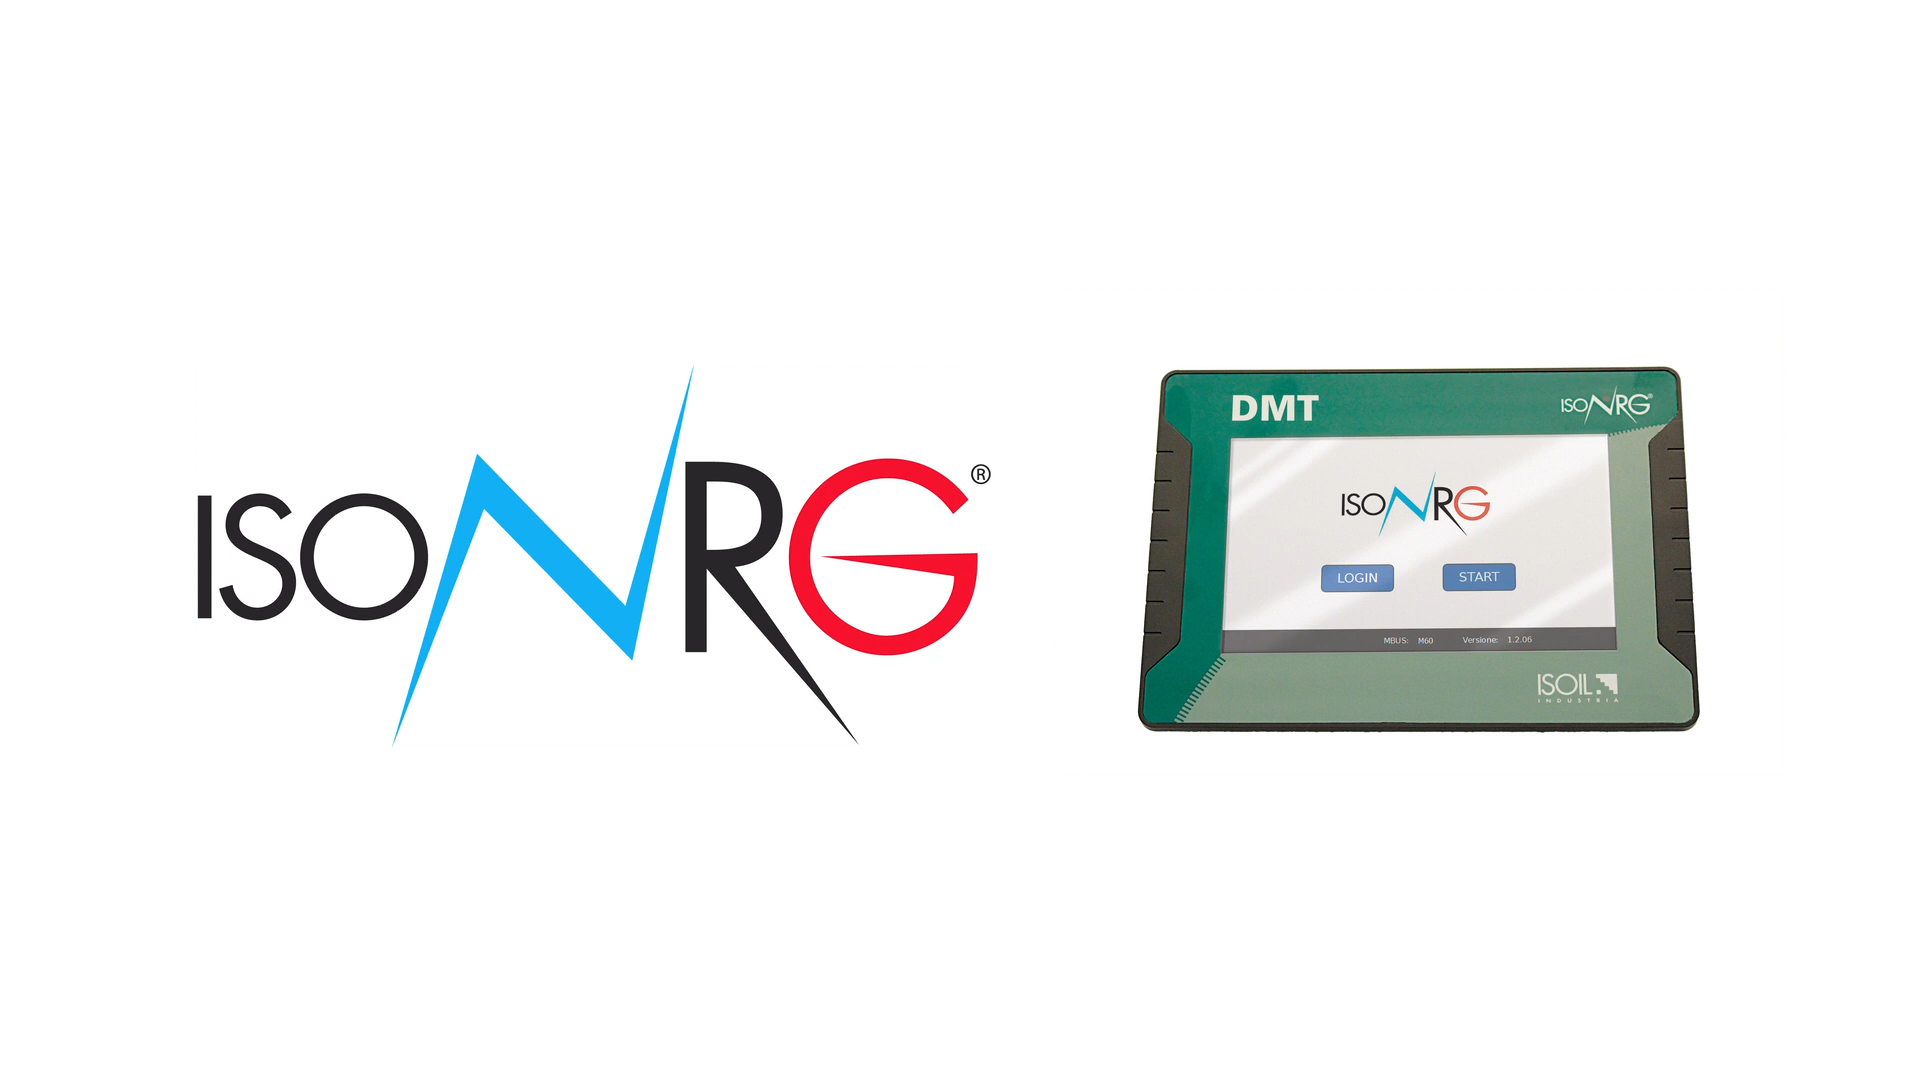 ISONRG®
DMT
ISONRG®
ISONRG
LOGIN
START
MBUS: M60 Versione: 1.2.06
ISOIL
INDUSTRIA